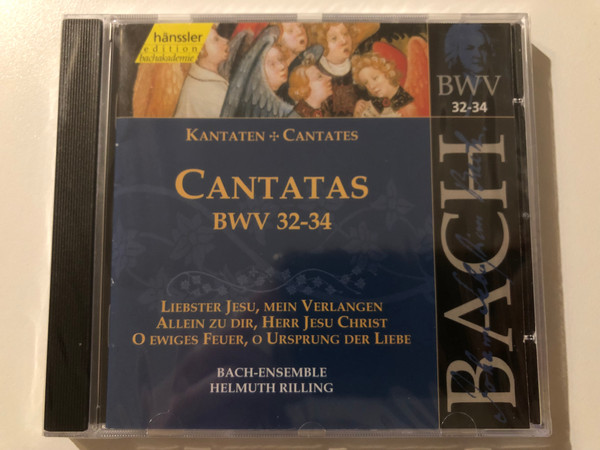 hänssler
edition
bachakademie
BWV
32-34
KANTATEN ✢ CANTATES
CANTATAS
BWV 32-34
LIEBSTER JESU, MEIN VERLANGEN
ALLEIN ZU DIR, HERR JESU CHRIST
O EWIGES FEUER, O URSPRUNG DER LIEBE
BACH-ENSEMBLE
HELMUTH RILLING
BACH